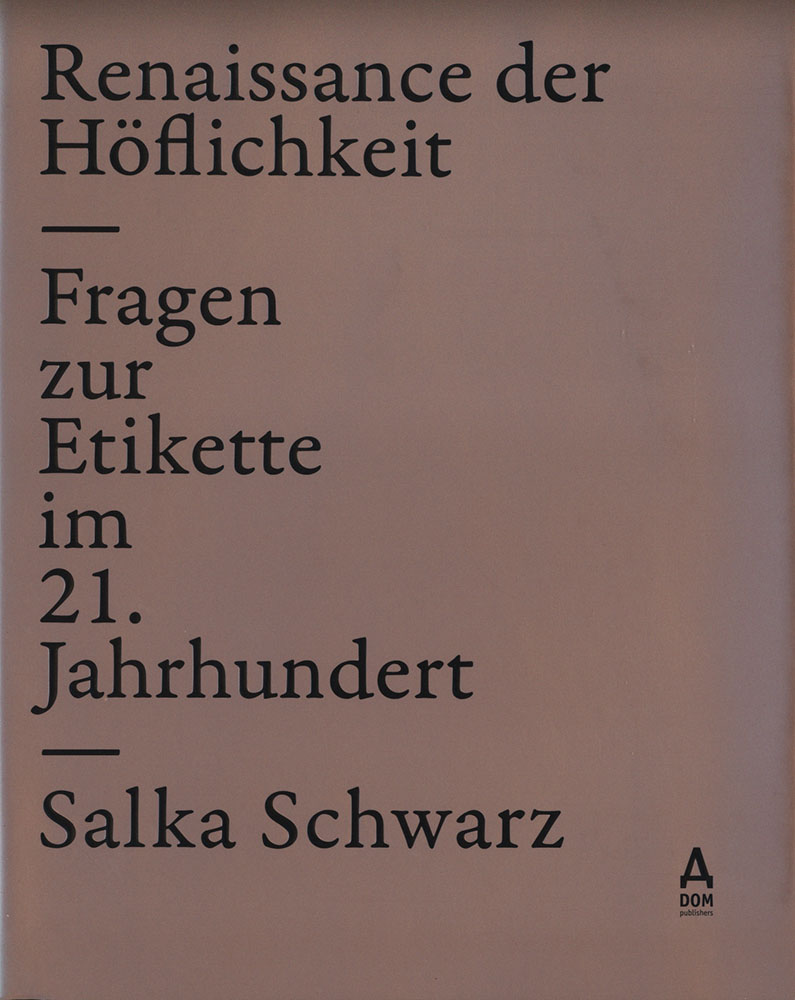 Renaissance der
Höflichkeit
Fragen
zur
Etikette
im
21.
Jahrhundert
Salka Schwarz
DOM
publishers